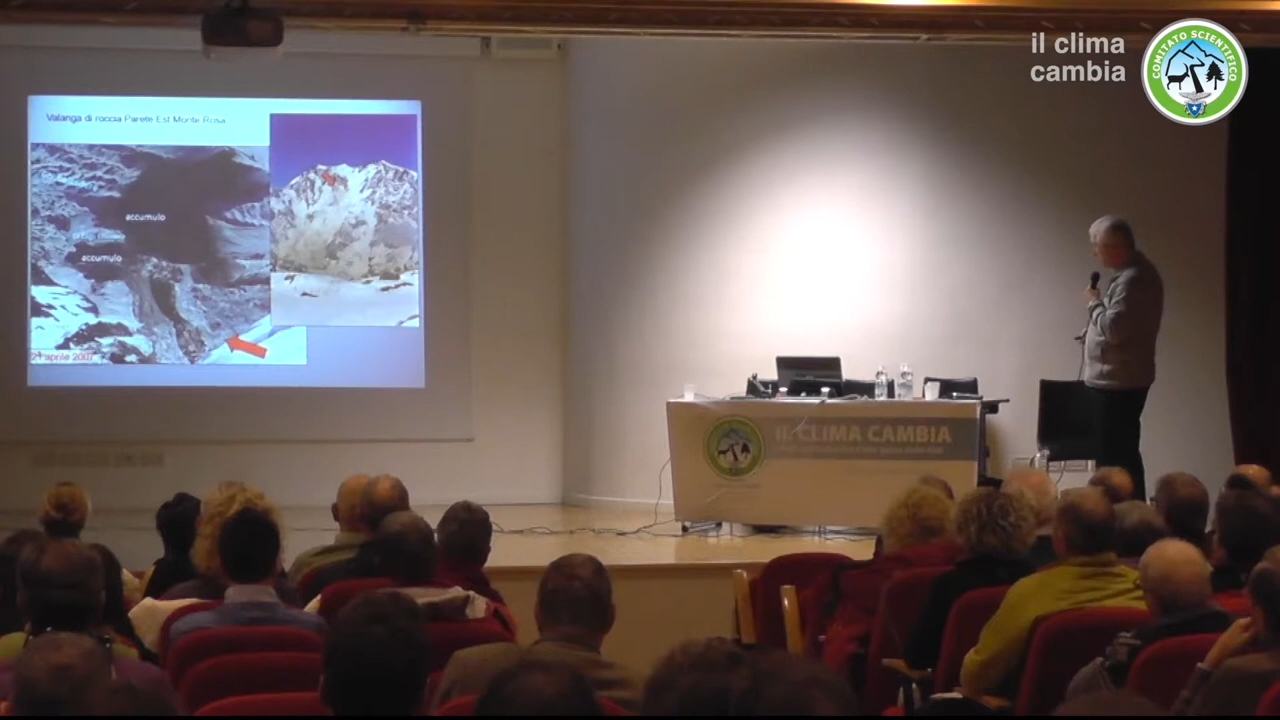 il clima
cambia
COMITATO SCIENTIFICO
Valanga di roccia Parete Est Monte Rosa
accumulo
accumulo
21 aprile 2007
IL CLIMA CAMBIA